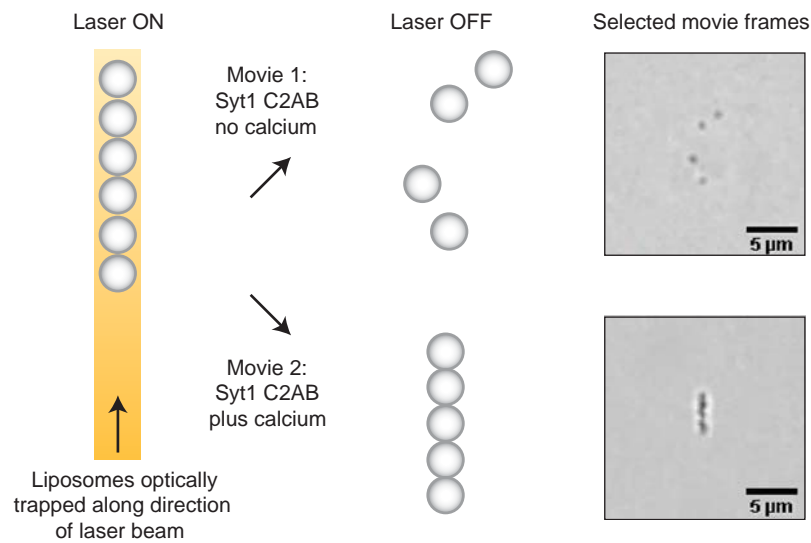 Laser ON
Laser OFF
Selected movie frames
Movie 1:
Syt1 C2AB
no calcium
5 µm
Movie 2:
Syt1 C2AB
plus calcium
5 µm
Liposomes optically
trapped along direction
of laser beam